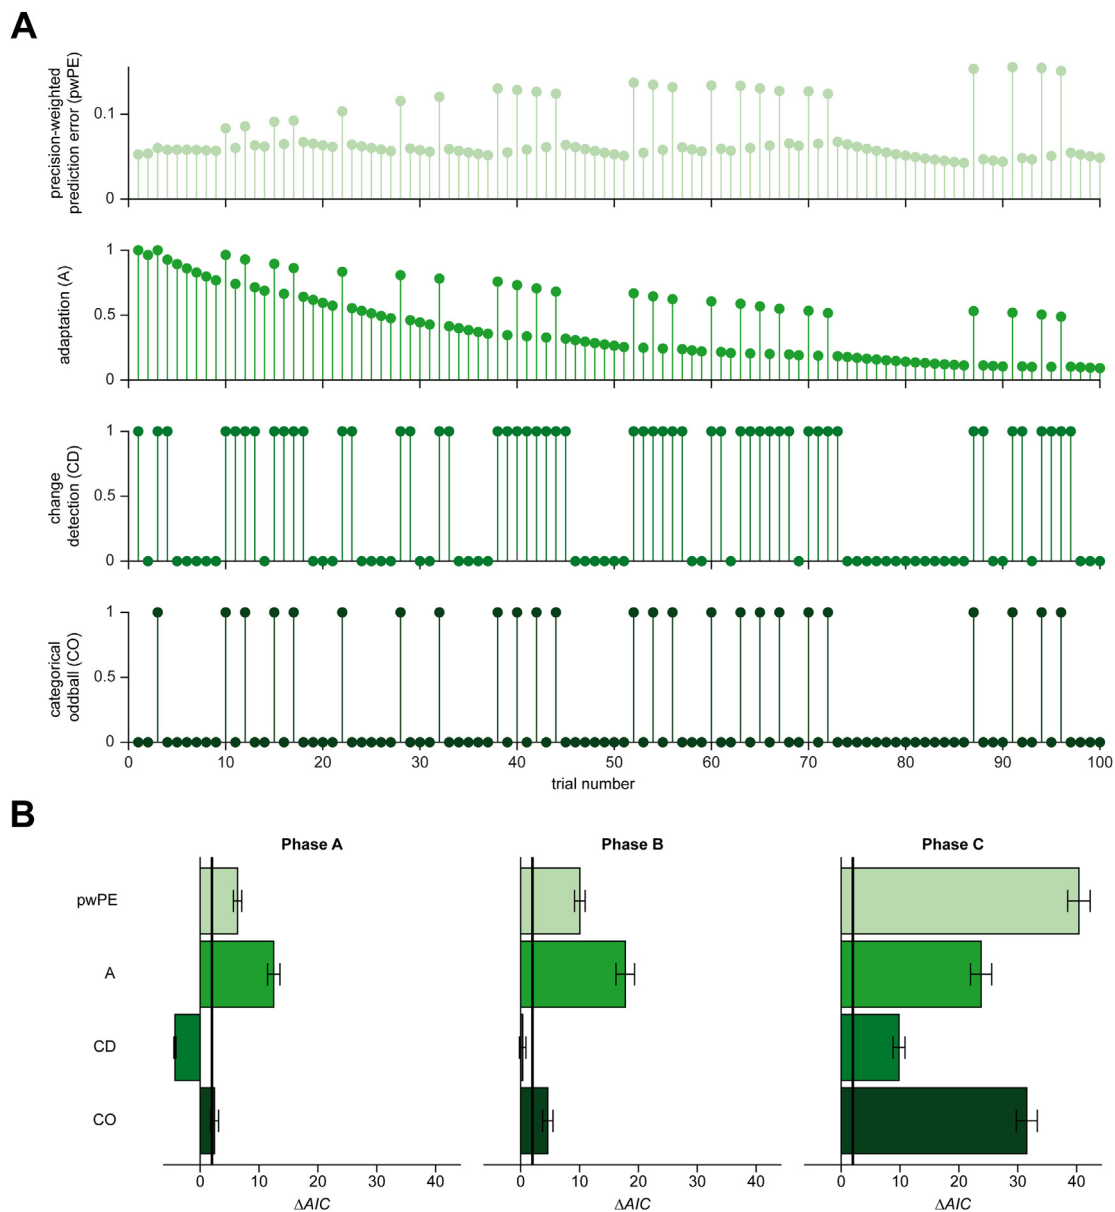 A
precision-weighted
prediction error (pwPE)
0.1
0
adaptation (A)
1
0.5
0
change
detection (CD)
1
0.5
0
categorical
oddball (CO)
1
0.5
0
0 10 20 30 40 50 60 70 80 90 100
trial number
B
Phase A Phase B Phase C
pwPE
A
CD
CO
0 10 20 30 40 0 10 20 30 40 0 10 20 30 40
ΔAIC ΔAIC ΔAIC